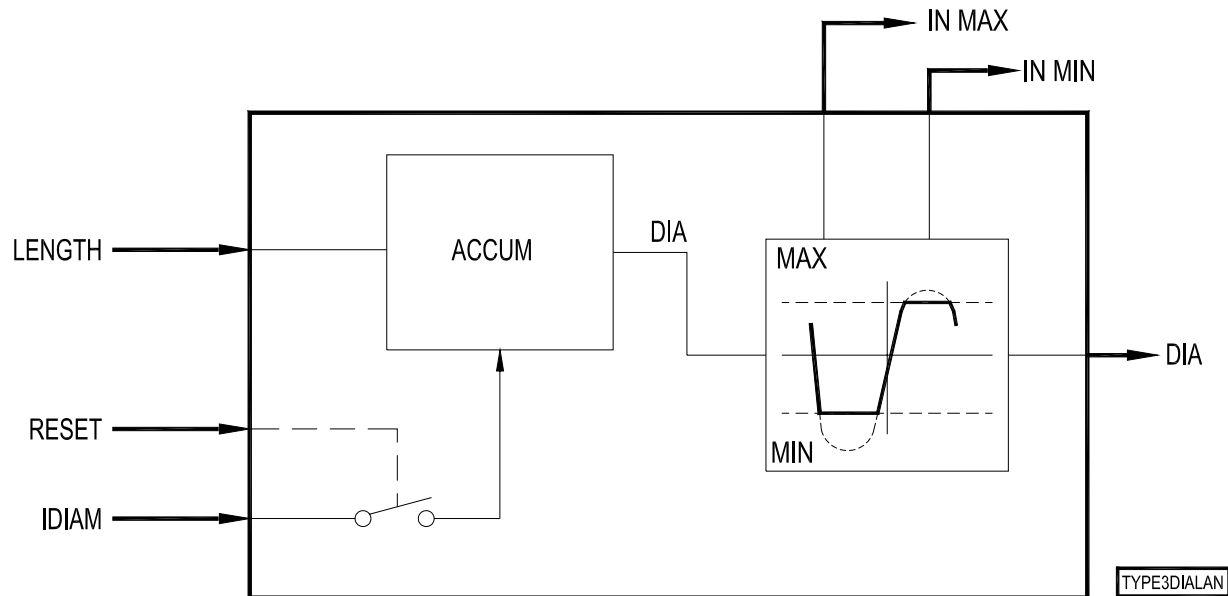 IN MAX
IN MIN
LENGTH
ACCUM
DIA
MAX
DIA
RESET
MIN
IDIAM
TYPE3DIALAN